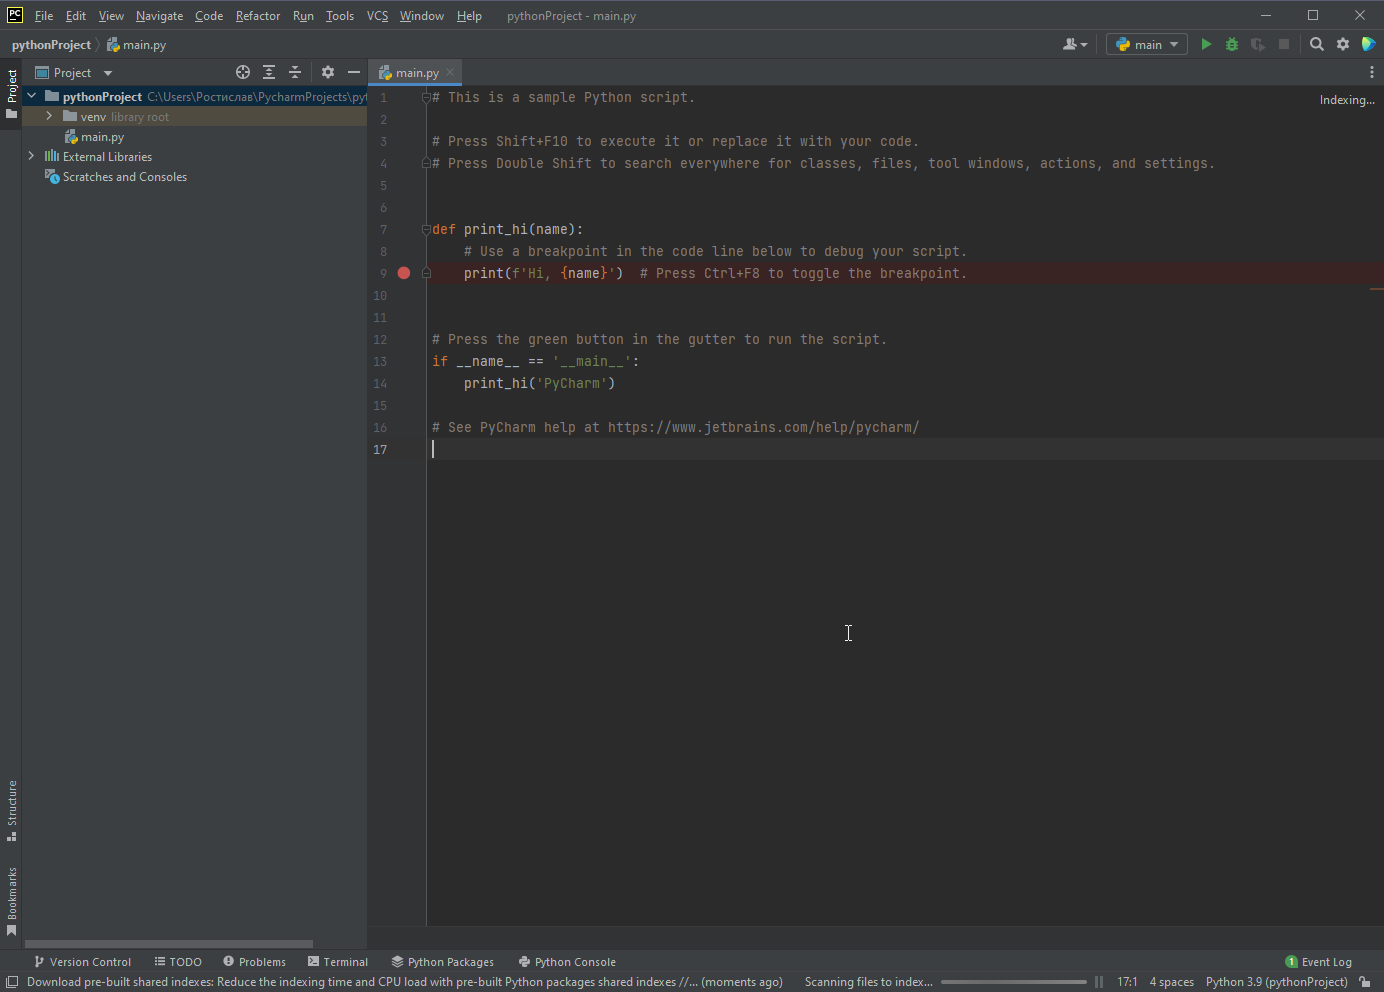 PC File Edit View Navigate Code Refactor Run Tools VCS Window Help pythonProject - main.py
pythonProject main.py
main
Project
Project
main.py
pythonProject C:\Users\Ростислав\PycharmProjects\pyt
venv library root
main.py
External Libraries
Scratches and Consoles
Indexing...
1 # This is a sample Python script.
2
3 # Press Shift+F10 to execute it or replace it with your code.
4 # Press Double Shift to search everywhere for classes, files, tool windows, actions, and settings.
5
6
7 def print_hi(name):
8 # Use a breakpoint in the code line below to debug your script.
9 print(f'Hi, {name}') # Press Ctrl+F8 to toggle the breakpoint.
10
11
12 # Press the green button in the gutter to run the script.
13 if __name__ == '__main__':
14 print_hi('PyCharm')
15
16 # See PyCharm help at https://www.jetbrains.com/help/pycharm/
17
Structure
Bookmarks
Version Control TODO Problems Terminal Python Packages Python Console 1 Event Log
Download pre-built shared indexes: Reduce the indexing time and CPU load with pre-built Python packages shared indexes //... (moments ago) Scanning files to index... 17:1 4 spaces Python 3.9 (pythonProject)